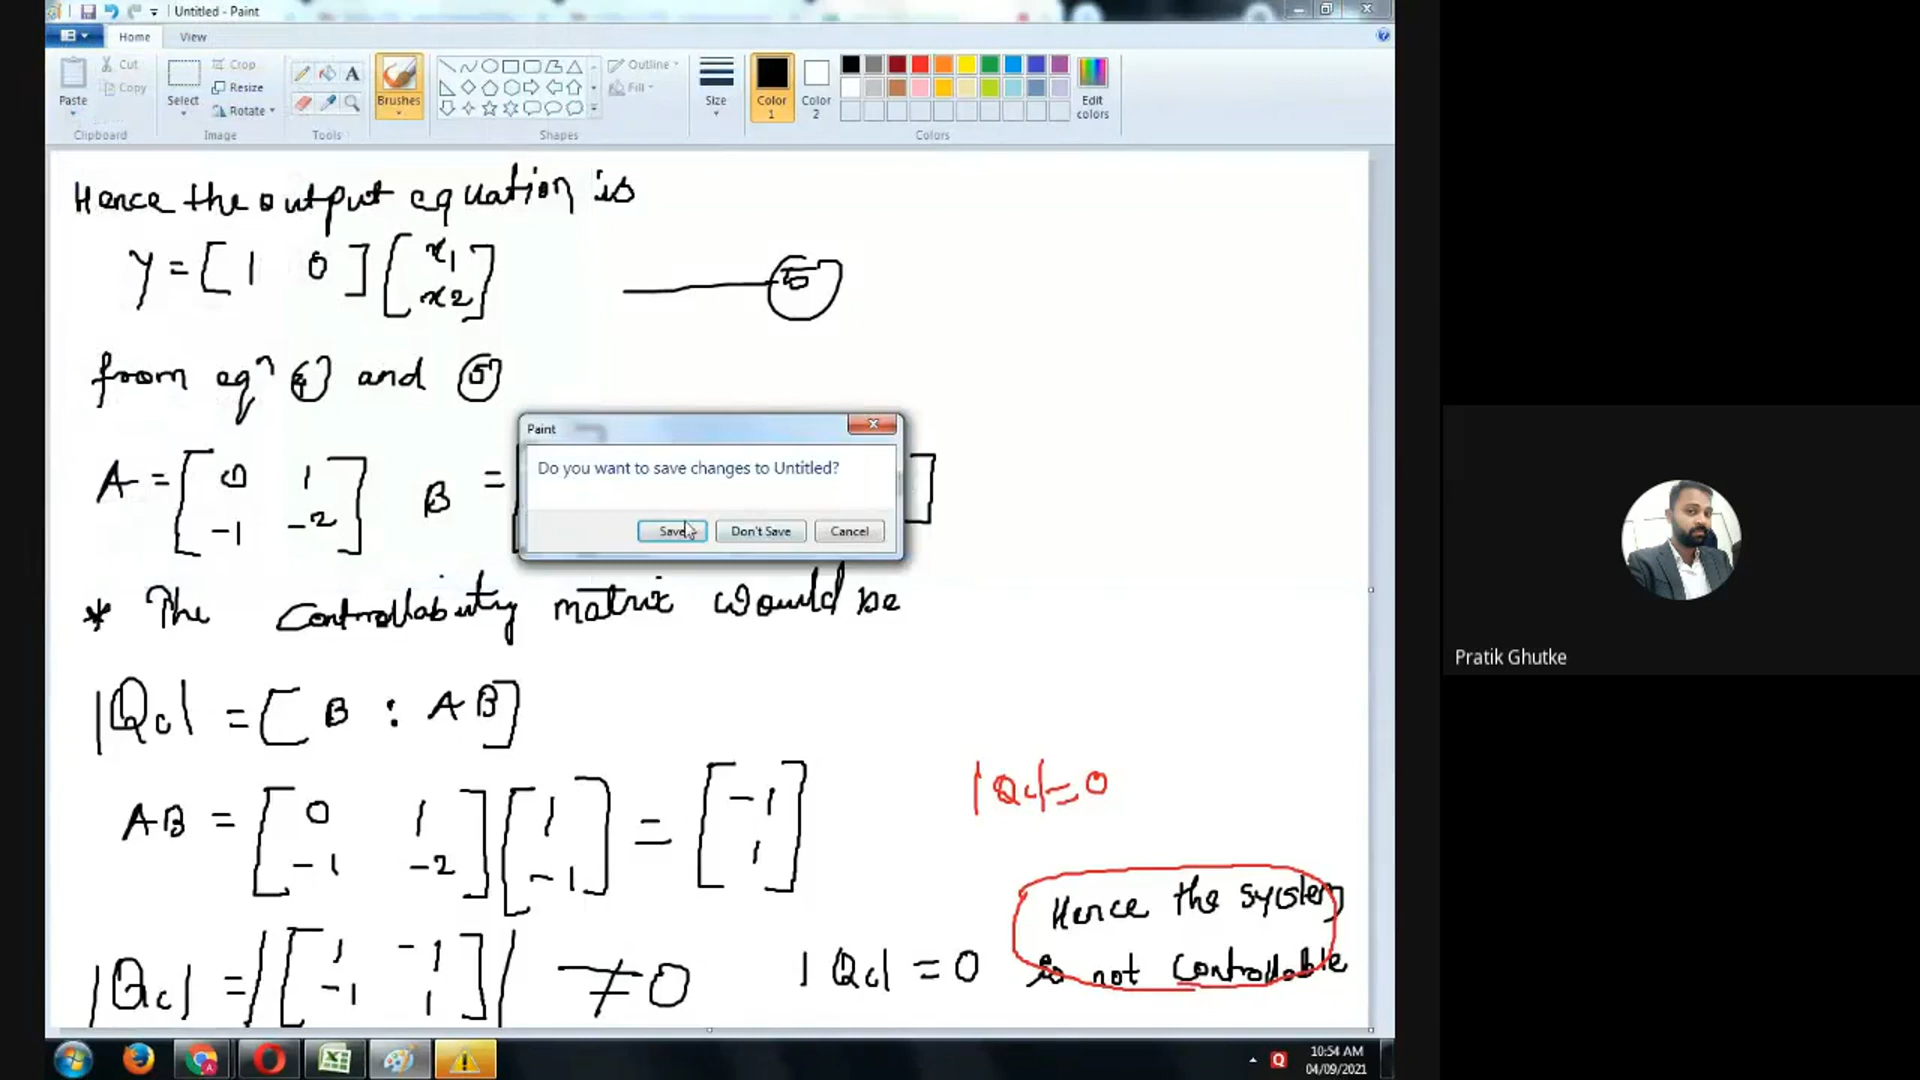 Untitled - Paint
Home
View
Paste
Cut
Copy
Clipboard
Select
Crop
Resize
Rotate
Image
Tools
Brushes
Outline
Fill
Shapes
Size
Color 1
Color 2
Edit colors
Colors
Hence the output equation is
y = [ 1 0 ] [ x1
x2 ]
5
from eqn 4 and 5
A = [ 0 1
-1 -2 ] B =
Paint
Do you want to save changes to Untitled?
Save
Don't Save
Cancel
* The Controllability matrix would be
|Qc| = [ B : AB ]
AB = [ 0 1
-1 -2 ] [ 1
-1 ] = [ -1
1 ]
|Qc| = 0
Hence the system
is not Controllable
|Qc| = | [ 1 -1
-1 1 ] | ≠ 0
|Qc| = 0
Pratik Ghutke
10:54 AM
04/09/2021